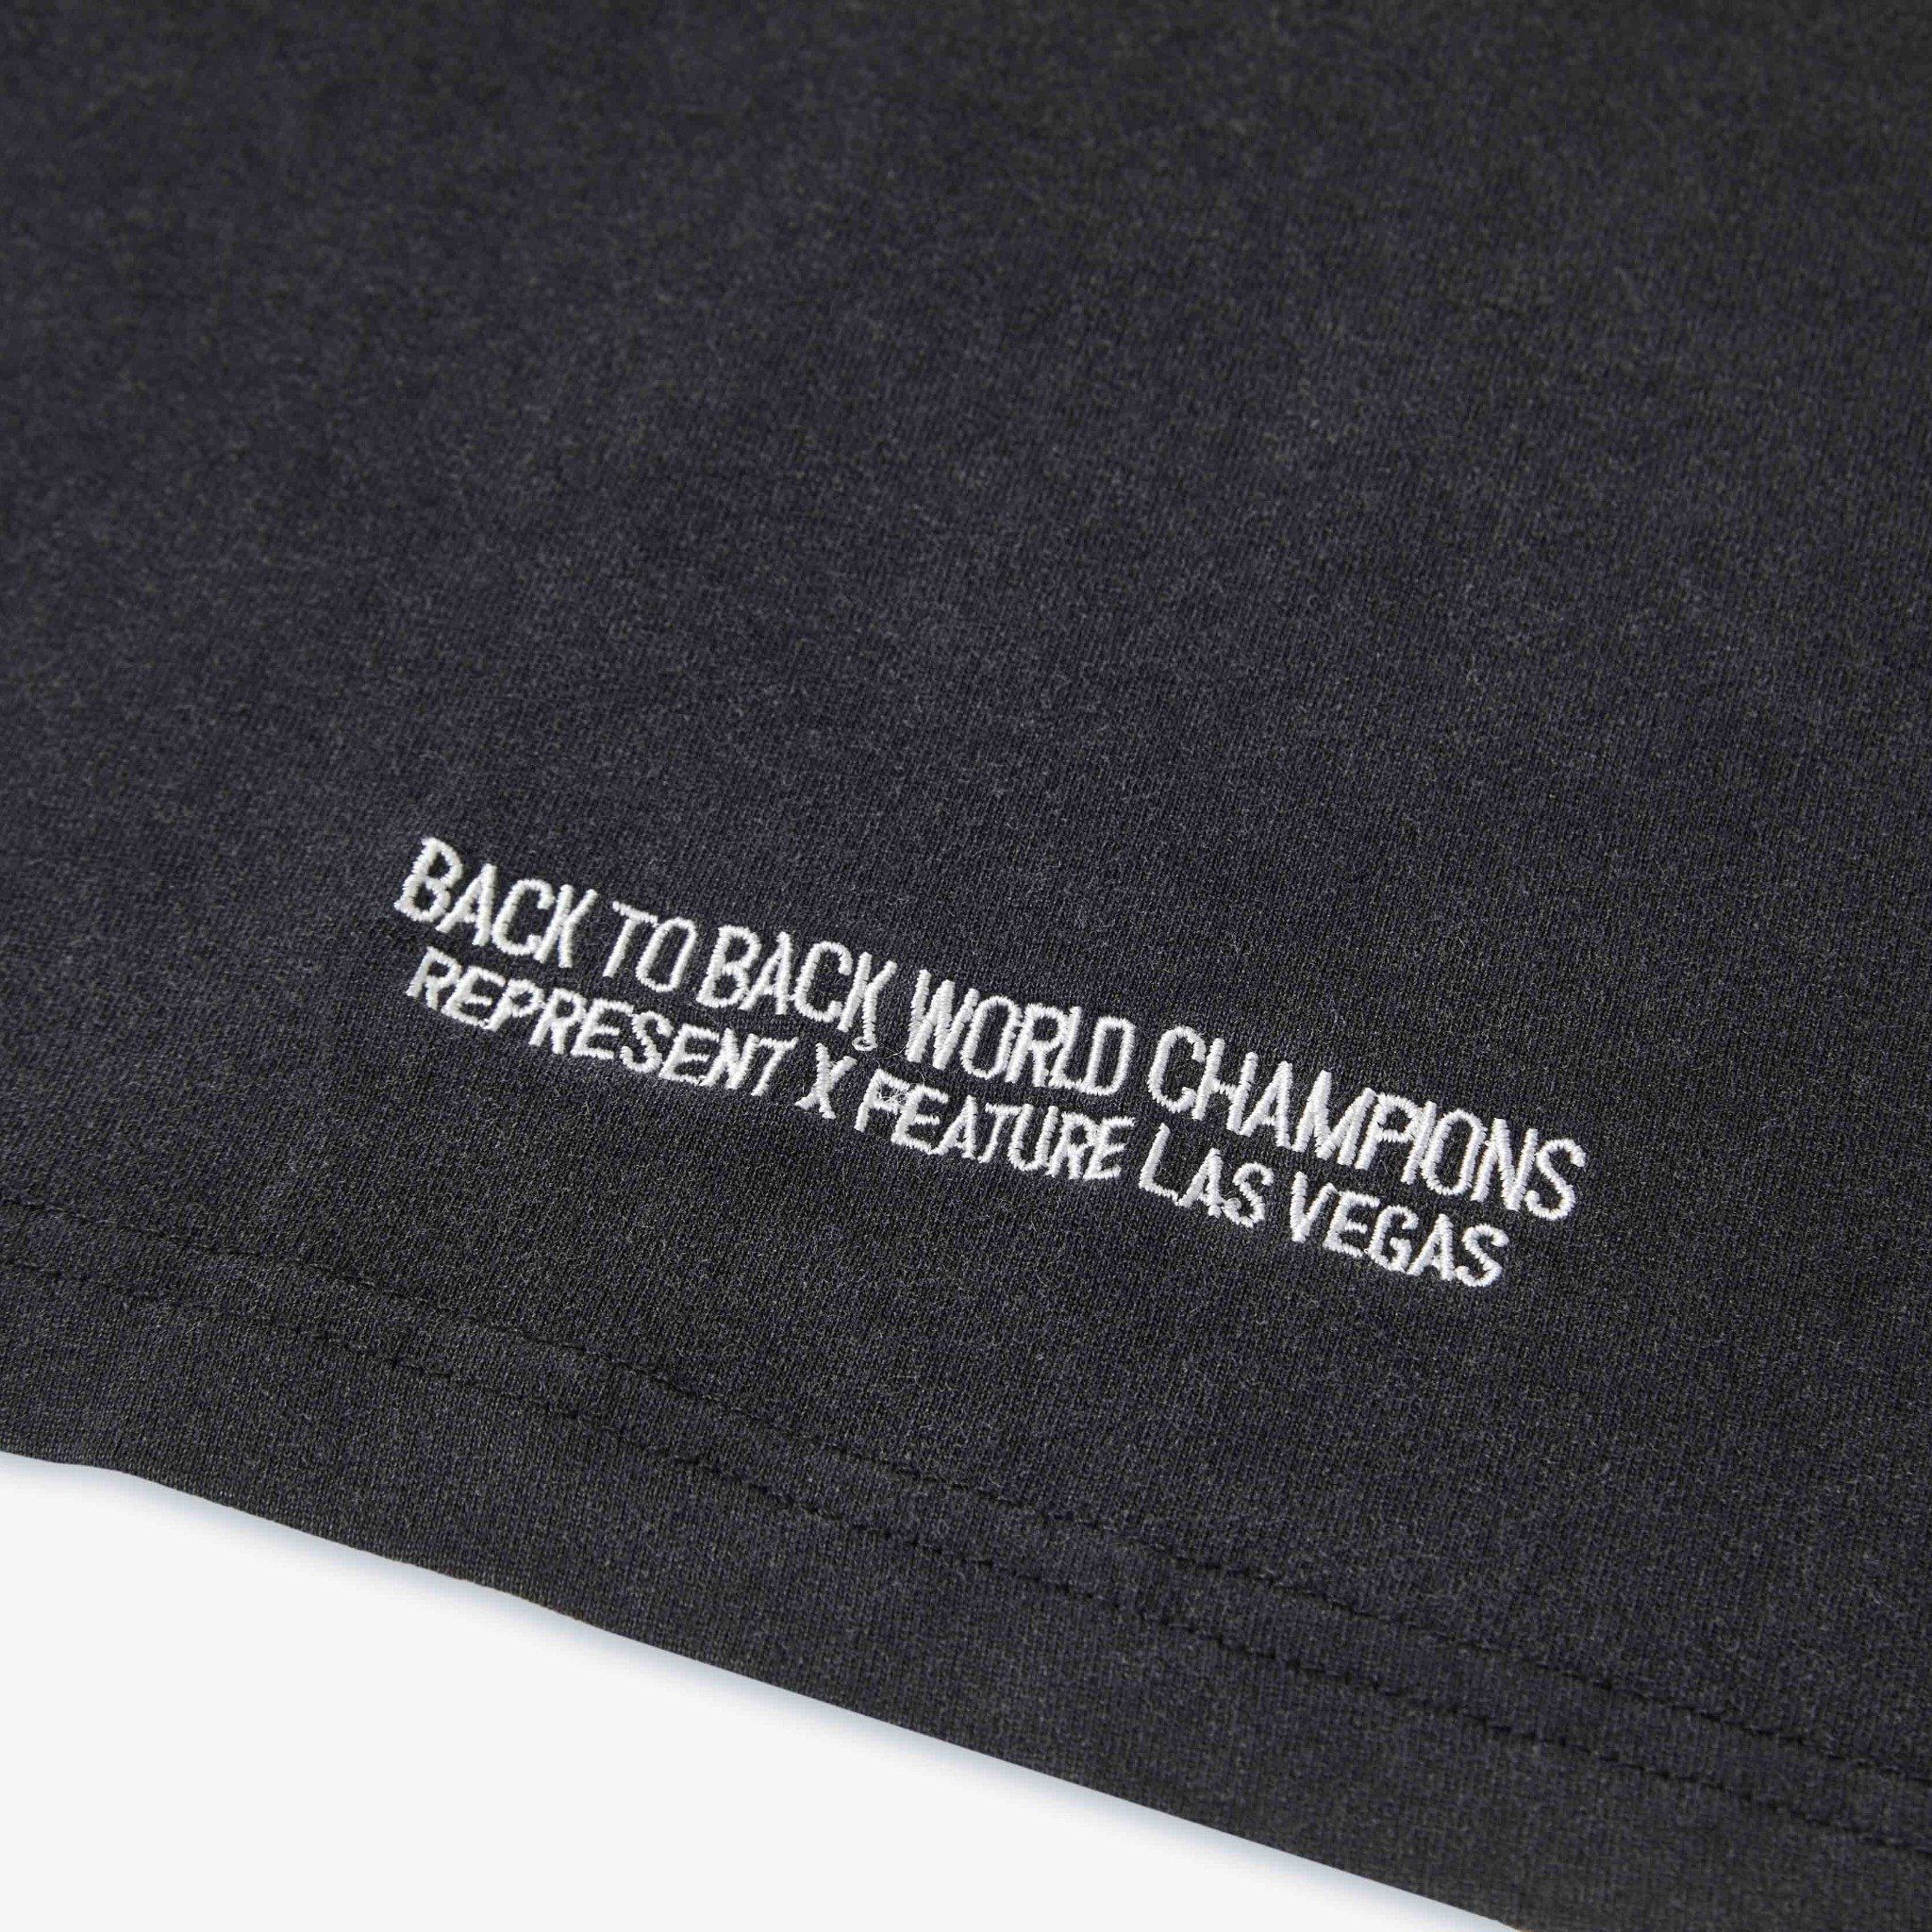 BACK TO BACK WORLD CHAMPIONS
REPRESENT X FEATURE LAS VEGAS